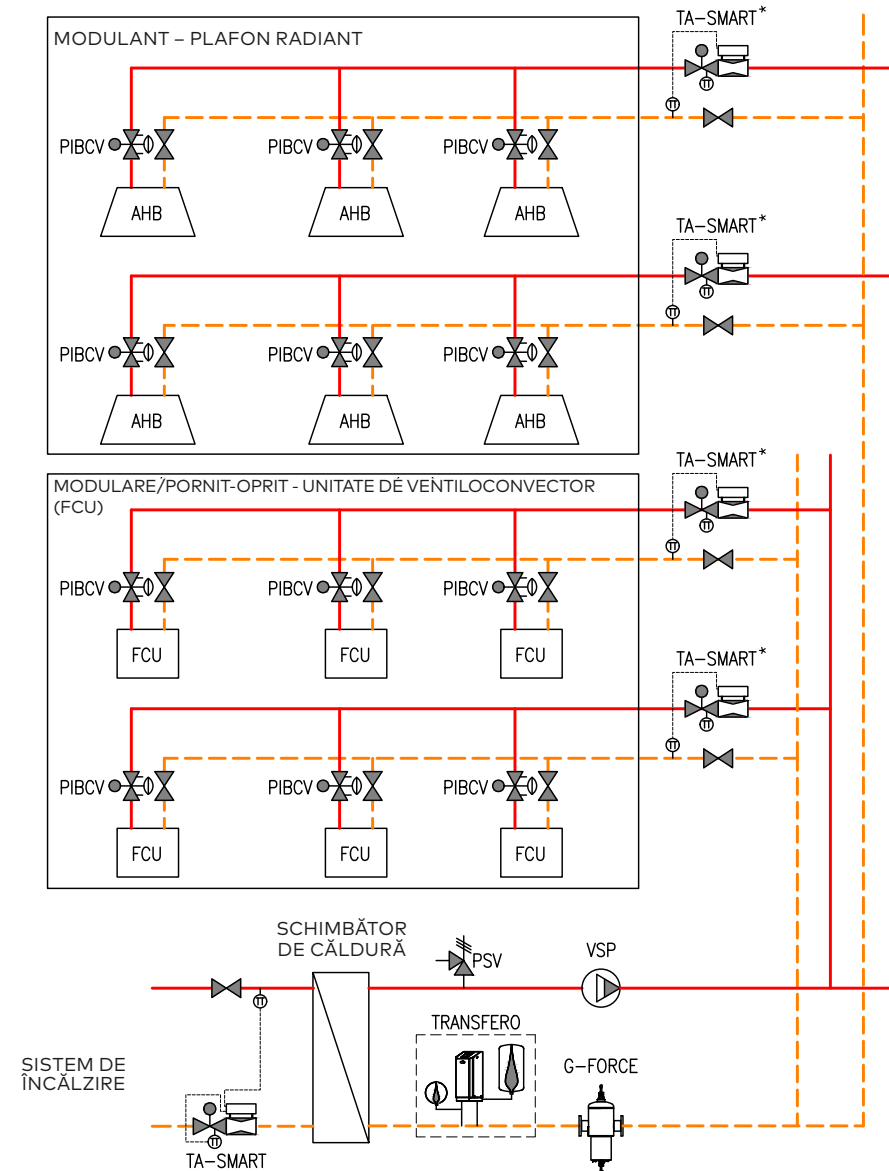 MODULANT – PLAFON RADIANT
TA-SMART*
PIBCV PIBCV PIBCV
AHB AHB AHB
TA-SMART*
PIBCV PIBCV PIBCV
AHB AHB AHB
TA-SMART*
MODULARE/PORNIT-OPRIT - UNITATE DE VENTILOCONVECTOR
(FCU)
PIBCV PIBCV PIBCV
FCU FCU FCU
TA-SMART*
PIBCV PIBCV PIBCV
FCU FCU FCU
SCHIMBĂTOR
DE CĂLDURĂ
PSV
VSP
TRANSFERO
G-FORCE
SISTEM DE
ÎNCĂLZIRE
TA-SMART